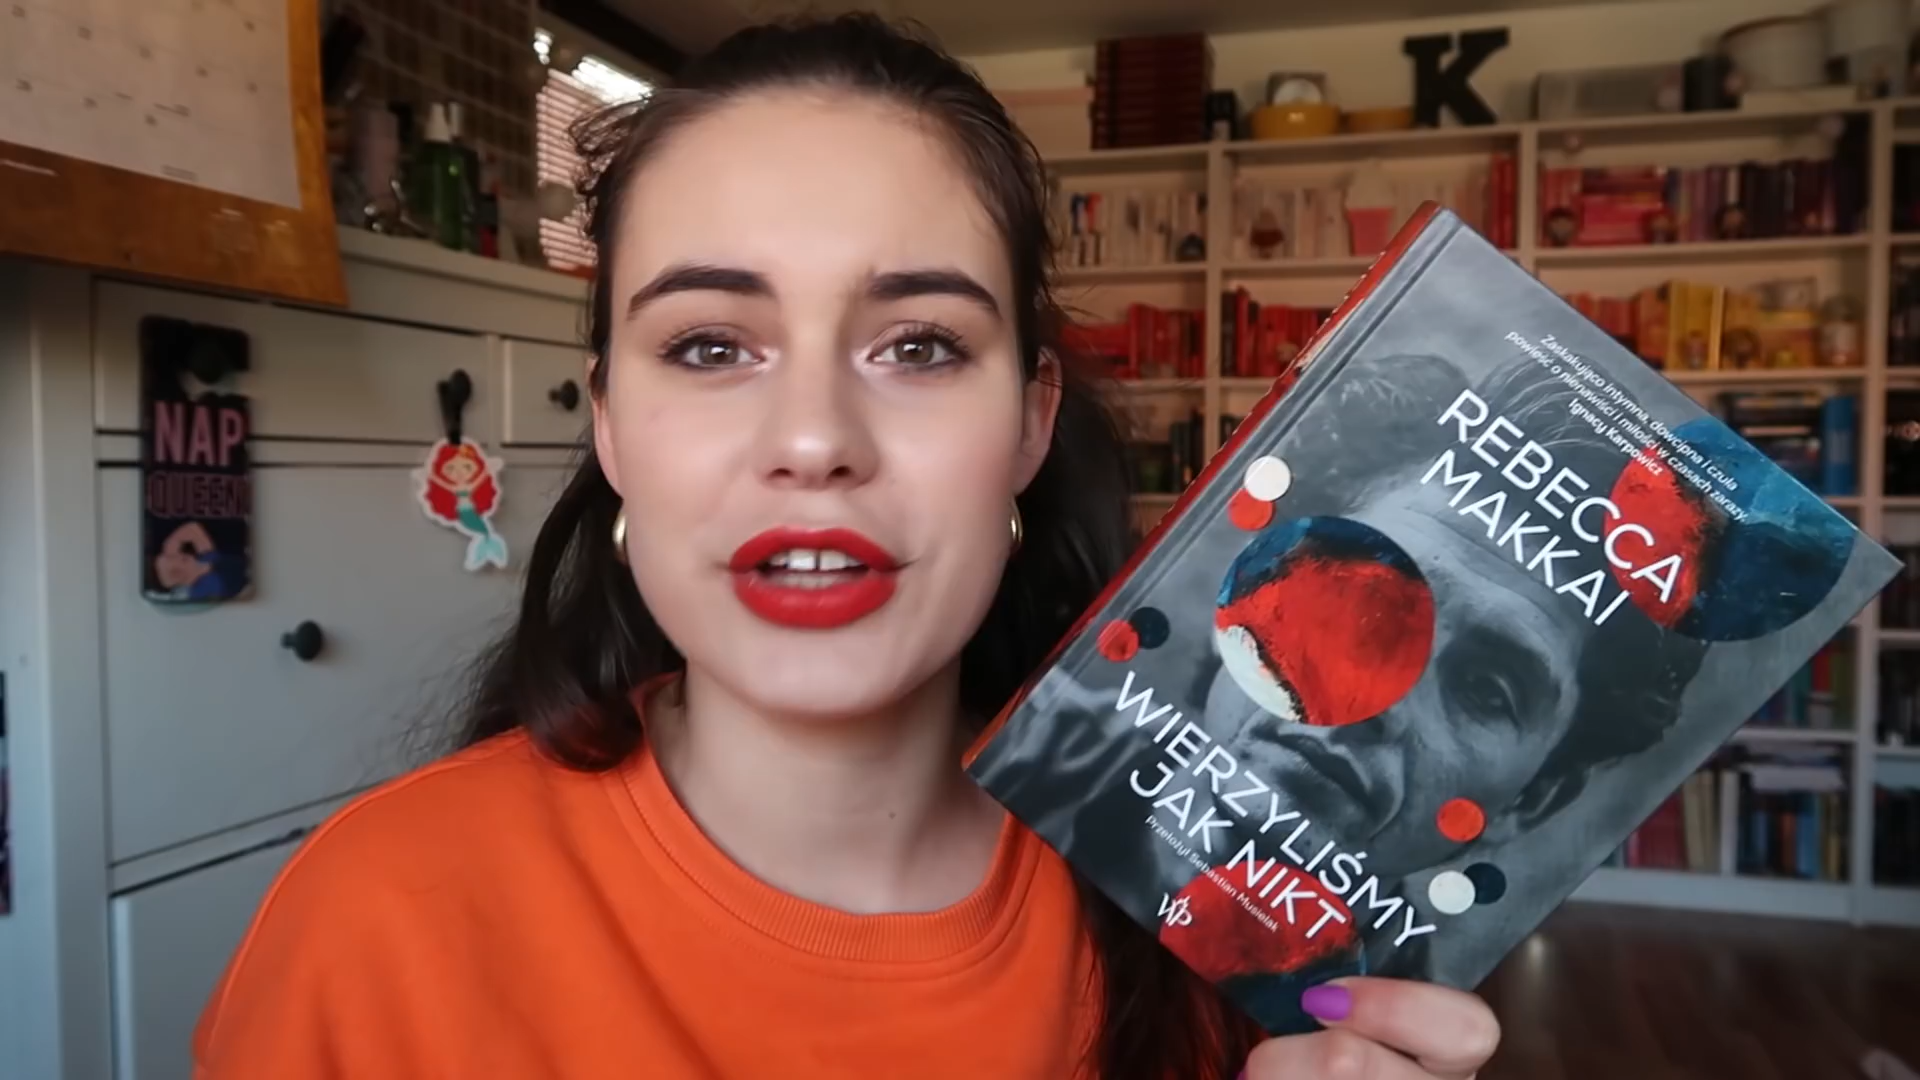 K
NAP
QUEEN
Zaskakująco intymna, dowcipna i czuła
powieść o nienawiści i miłości w czasach zarazy.
Ignacy Karpowicz
REBECCA
MAKKAI
WIERZYLIŚMY
JAK NIKT
Przełożył Sebastian Musielak
WP